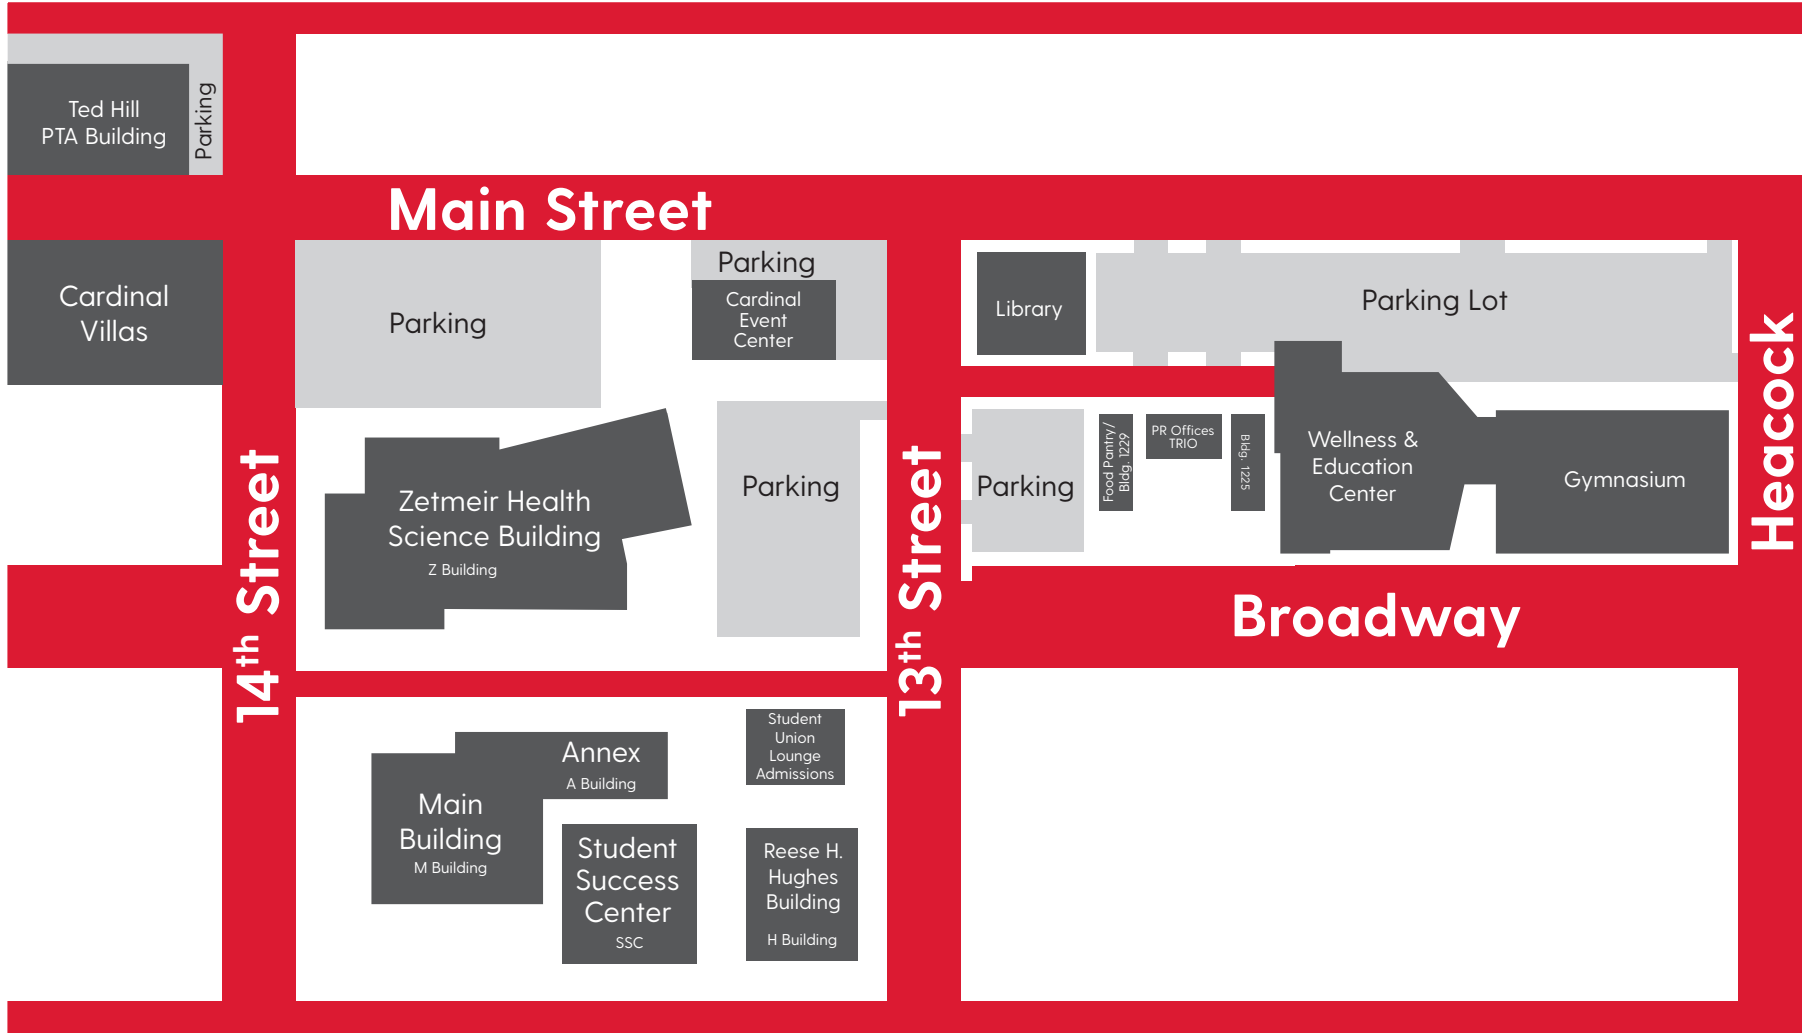 Ted Hill
PTA Building
Parking
Main Street
Cardinal
Villas
Parking
Parking
Cardinal
Event
Center
Library
Parking Lot
Heacock
14th Street
Zetmeir Health
Science Building
Z Building
Parking
13th Street
Parking
Food Pantry/
Bldg. 1229
PR Offices
TRIO
Bldg. 1225
Wellness &
Education
Center
Gymnasium
Broadway
Annex
A Building
Main
Building
M Building
Student
Success
Center
SSC
Student
Union
Lounge
Admissions
Reese H.
Hughes
Building
H Building